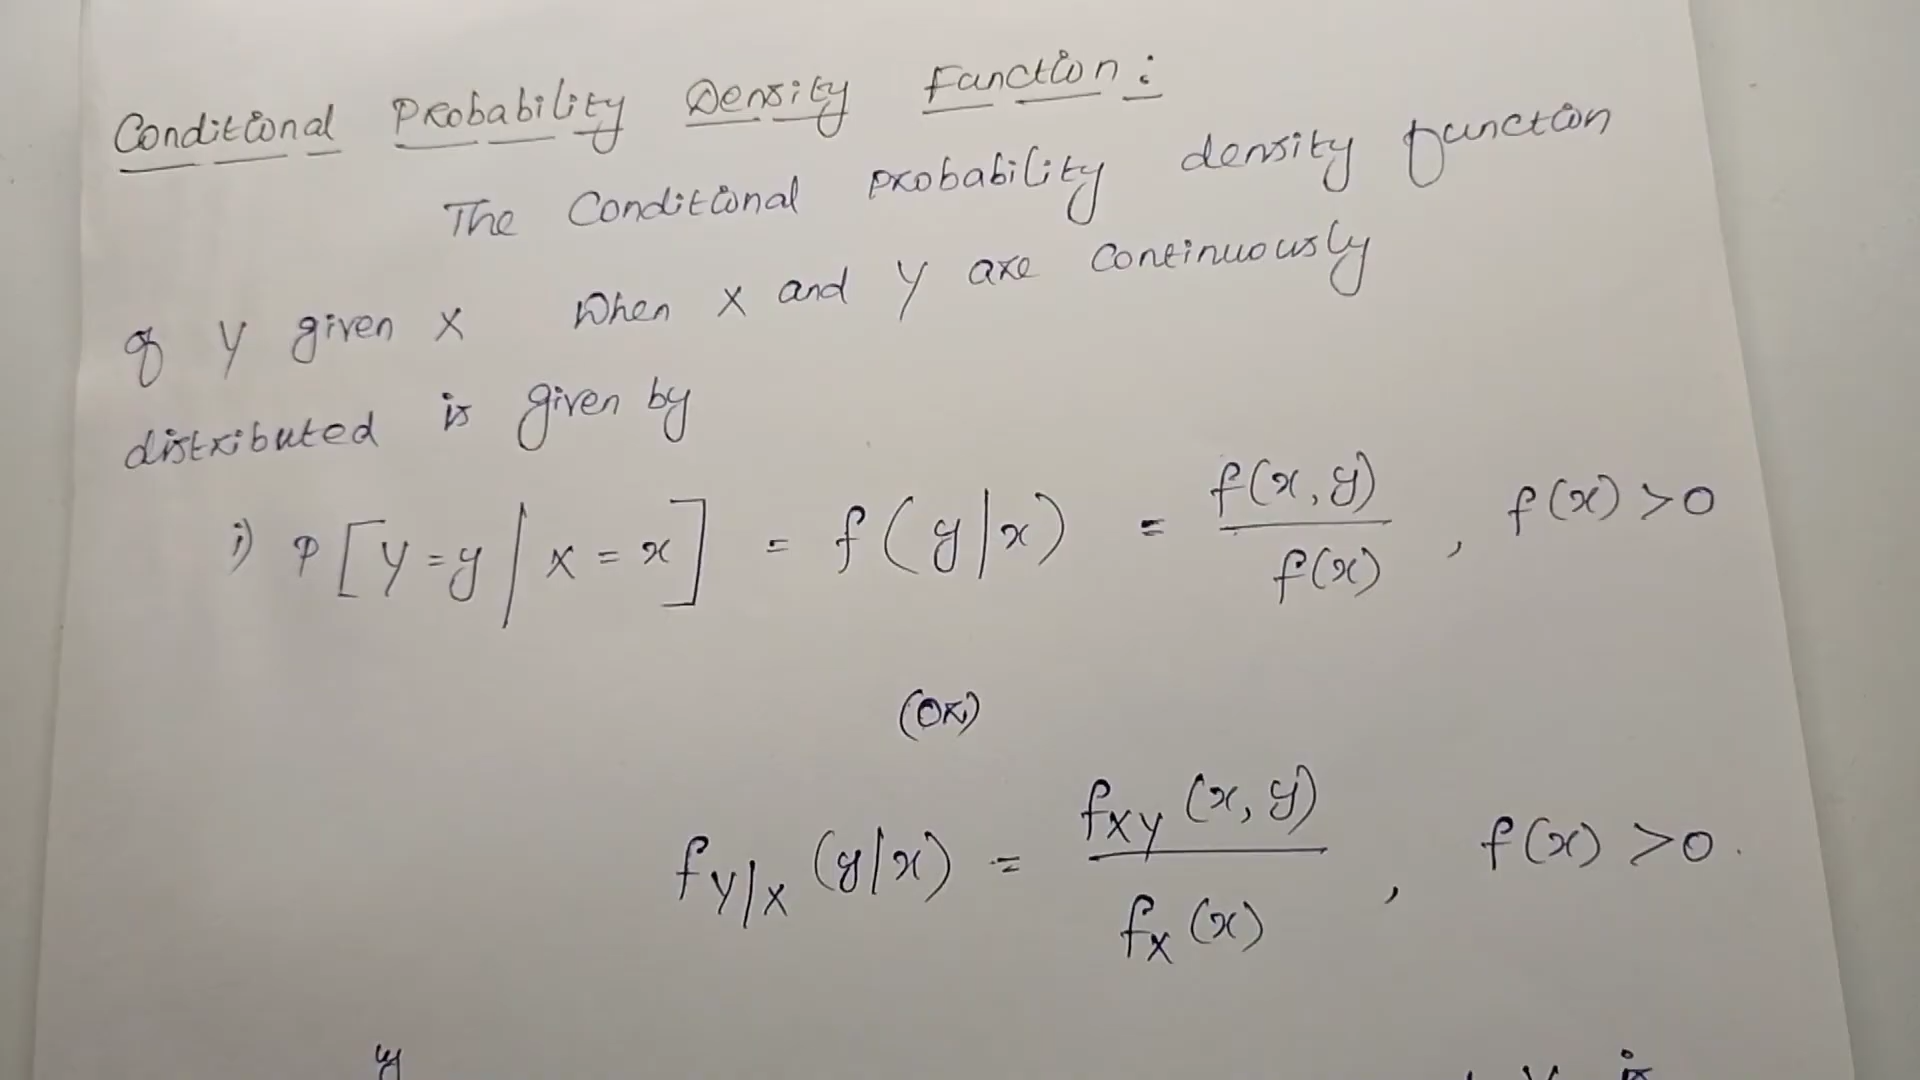 Conditional Probability Density Function:
The Conditional probability density function
of Y given X When X and Y are continuously
distributed is given by
i) P[Y=y/X=x] = f(y/x) = f(x,y)/f(x), f(x)>0
(OR)
fY/X (y/x) = fXY (x,y)/fX (x), f(x) >0.